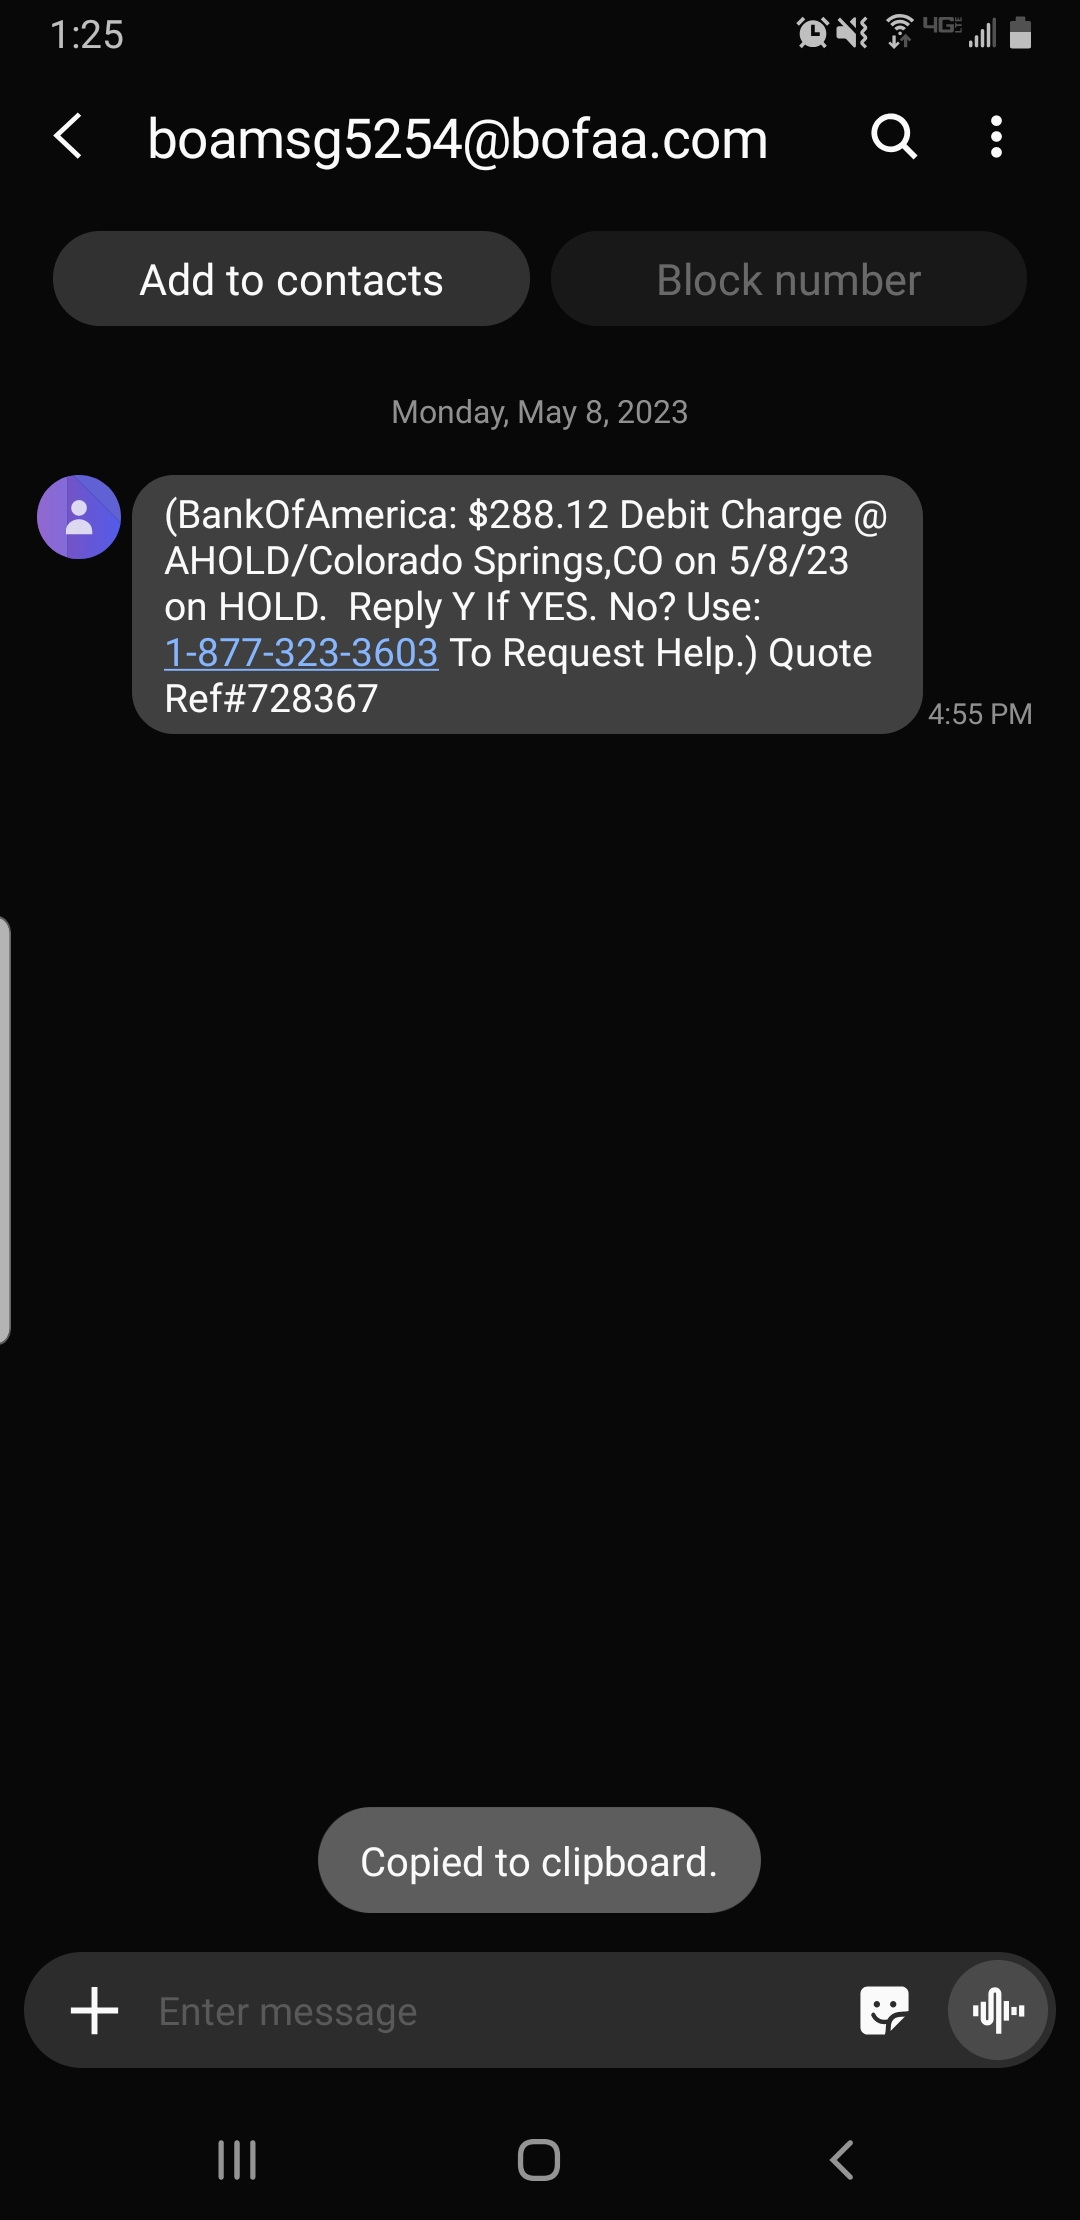 1:25
4G LTE
boamsg5254@bofaa.com
Add to contacts
Block number
Monday, May 8, 2023
(BankOfAmerica: $288.12 Debit Charge @
AHOLD/Colorado Springs,CO on 5/8/23
on HOLD.  Reply Y If YES. No? Use:
1-877-323-3603 To Request Help.) Quote
Ref#728367
4:55 PM
Copied to clipboard.
Enter message